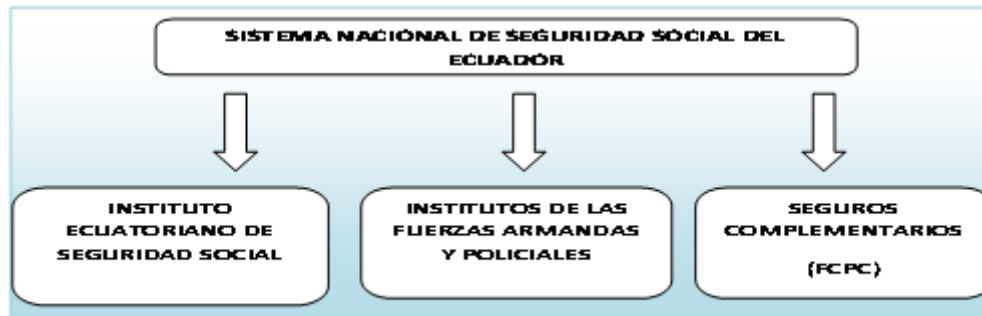 SISTEMA NACIONAL DE SEGURIDAD SOCIAL DEL
ECUADOR
INSTITUTO
ECUATORIANO DE
SEGURIDAD SOCIAL
INSTITUTOS DE LAS
FUERZAS ARMANDAS
Y POLICIALES
SEGUROS
COMPLEMENTARIOS
(FCPC)